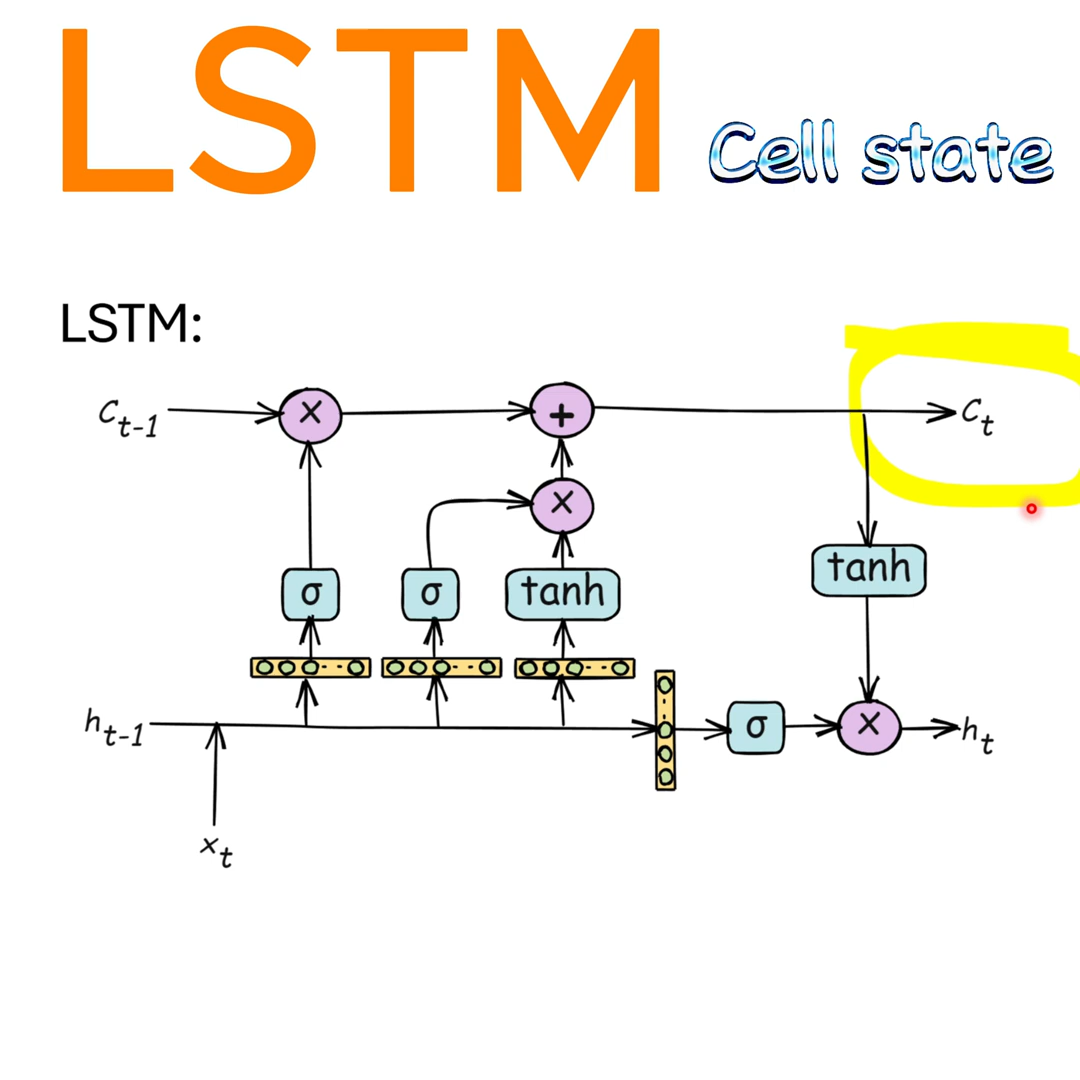 LSTM
Cell state
LSTM:
C_{t-1} × + C_t
×
tanh
σ σ tanh
h_{t-1} σ × h_t
x_t